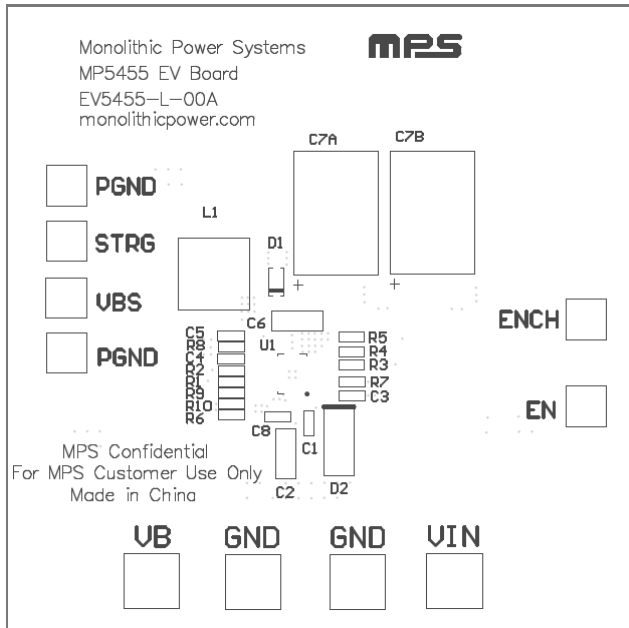 Monolithic Power Systems
MPS
MP5455 EV Board
EV5455-L-00A
monolithicpower.com
C7A
C7B
PGND
L1
STRG
D1
+
+
VBS
ENCH
C6
C5
R8
U1
R5
PGND
C4
R4
R2
R3
R1
R7
R9
C3
R10
R6
EN
C8
C1
MPS Confidential
For MPS Customer Use Only
Made in China
C2
D2
VB
GND
GND
VIN